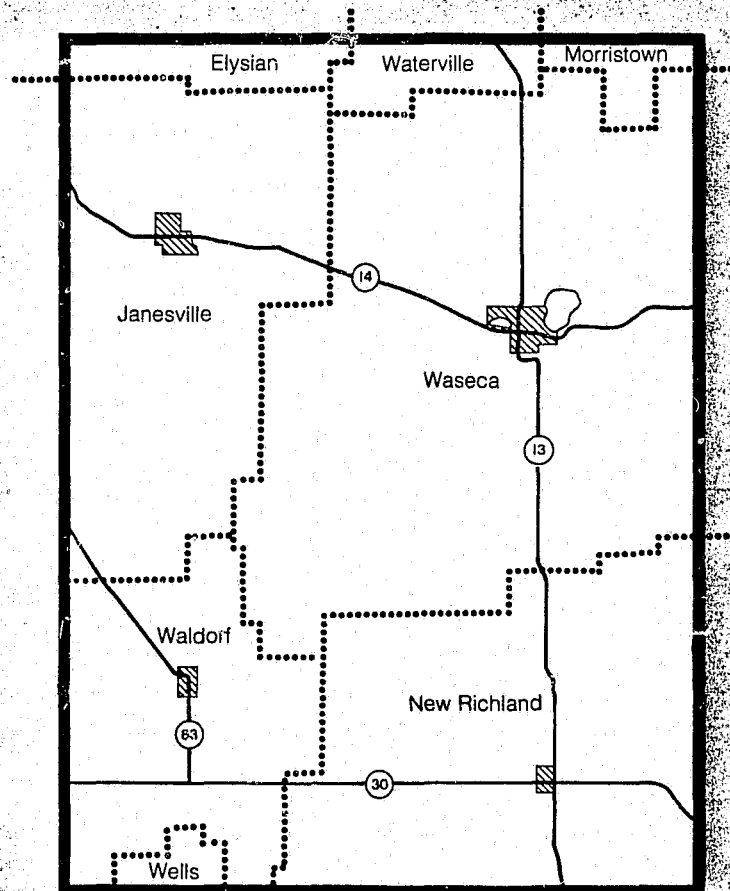 Elysian
Waterville
Morristown
14
Janesville
Waseca
13
Waldorf
New Richland
83
30
Wells